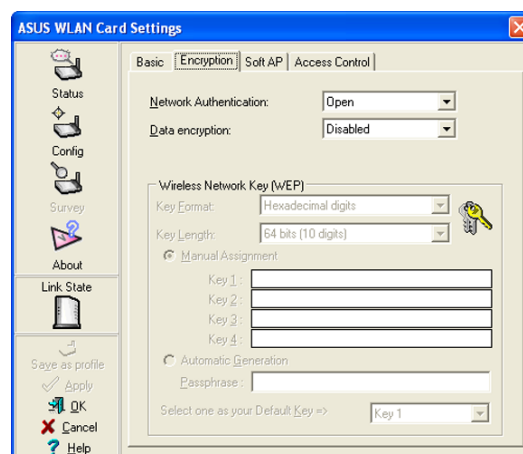 ASUS WLAN Card Settings
Status
Config
Survey
About
Link State
Save as profile
Apply
OK
Cancel
Help
Basic Encryption Soft AP Access Control
Network Authentication: Open
Data encryption: Disabled
Wireless Network Key (WEP)
Key Format: Hexadecimal digits
Key Length: 64 bits (10 digits)
Manual Assignment
Key 1 :
Key 2 :
Key 3 :
Key 4 :
Automatic Generation
Passphrase :
Select one as your Default Key => Key 1